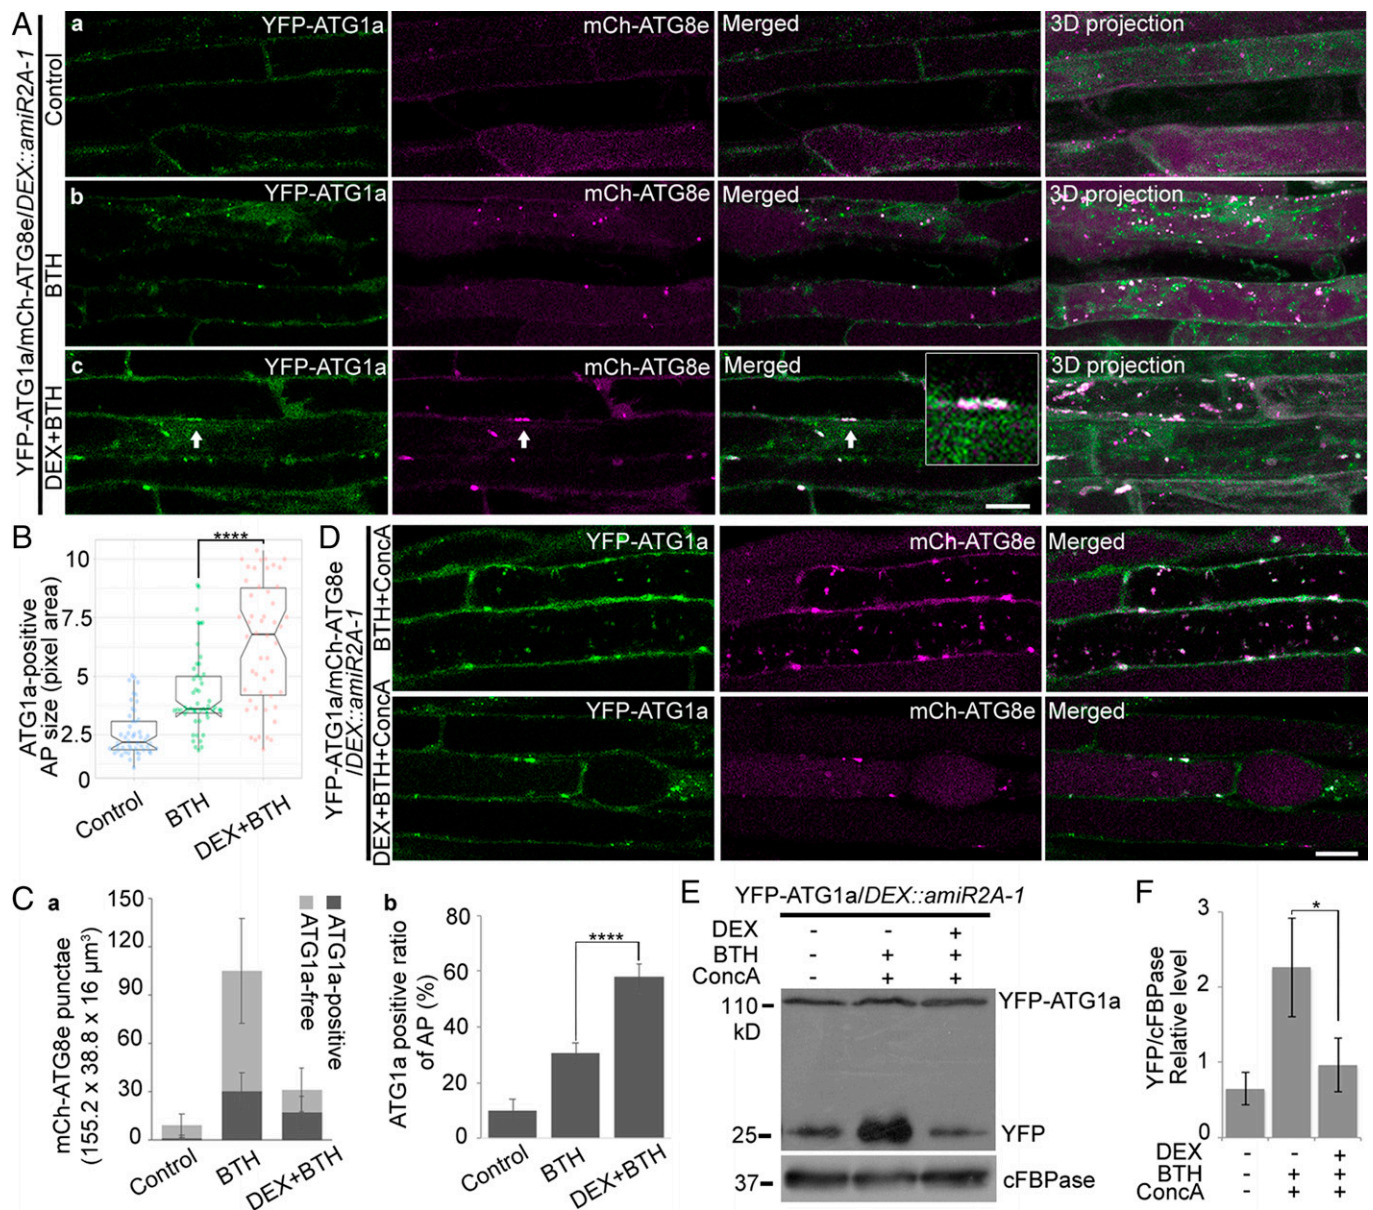 A
YFP-ATG1a/mCh-ATG8e/DEX::amiR2A-1
Control
a
YFP-ATG1a
mCh-ATG8e
Merged
3D projection
BTH
b
YFP-ATG1a
mCh-ATG8e
Merged
3D projection
DEX+BTH
c
YFP-ATG1a
mCh-ATG8e
Merged
3D projection
B
ATG1a-positive
AP size (pixel area)
10
7.5
5
2.5
0
****
Control
BTH
DEX+BTH
D
YFP-ATG1a/mCh-ATG8e
/DEX::amiR2A-1
BTH+ConcA
YFP-ATG1a
mCh-ATG8e
Merged
DEX+BTH+ConcA
YFP-ATG1a
mCh-ATG8e
Merged
C
a
mCh-ATG8e punctae
(155.2 x 38.8 x 16 µm³)
150
120
90
60
30
0
ATG1a-positive
ATG1a-free
Control
BTH
DEX+BTH
b
ATG1a positive ratio
of AP (%)
80
60
40
20
0
****
Control
BTH
DEX+BTH
E
YFP-ATG1a/DEX::amiR2A-1
DEX - - +
BTH - + +
ConcA - + +
110
kD
YFP-ATG1a
25
YFP
37
cFBPase
F
YFP/cFBPase
Relative level
3
2
1
0
*
DEX - - +
BTH - + +
ConcA - + +